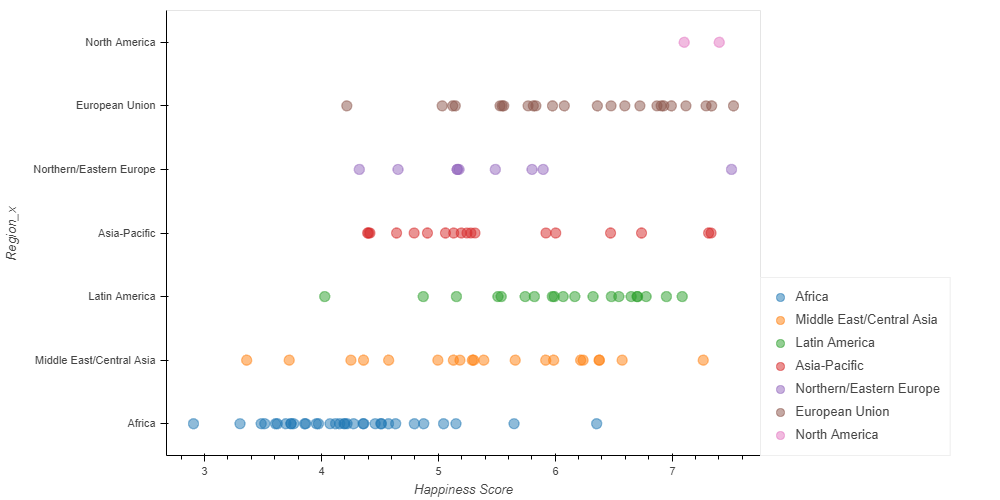 North America
European Union
Northern/Eastern Europe
Asia-Pacific
Latin America
Middle East/Central Asia
Africa
Region_x
3 4 5 6 7
Happiness Score
Africa
Middle East/Central Asia
Latin America
Asia-Pacific
Northern/Eastern Europe
European Union
North America